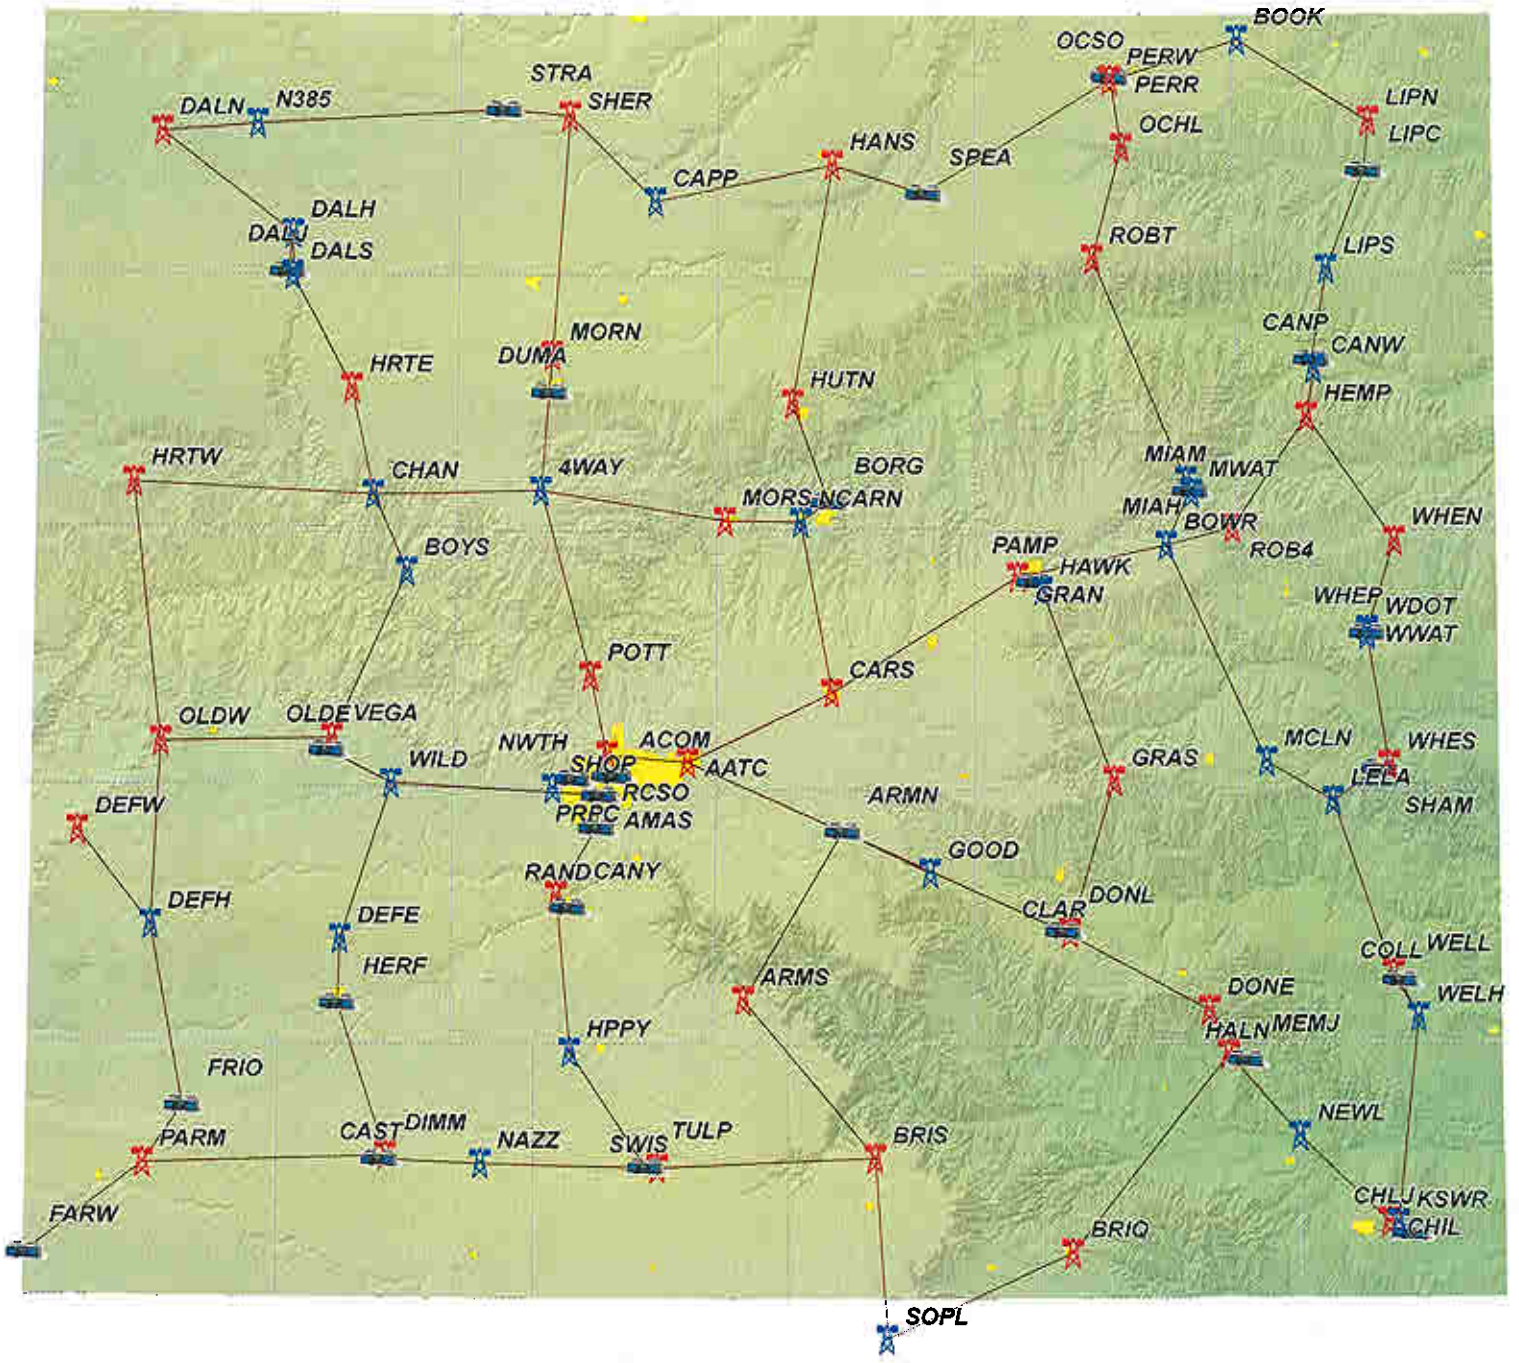 BOOK
OCSO
PERW
STRA
PERR
N385
DALN
SHER
LIPN
OCHL
LIPC
HANS
SPEA
CAPP
DALH
DALJ
ROBT
DALS
LIPS
CANP
MORN
CANW
DUMA
HRTE
HUTN
HEMP
HRTW
MIAM
CHAN
4WAY
BORG
MWAT
MORS
NCARN
MIAH
WHEN
BOWR
BOYS
PAMP
ROB4
HAWK
GRAN
WHEP
WDOT
WWAT
POTT
CARS
OLDW
OLDE
VEGA
NWTH
ACOM
MCLN
WHES
WILD
SHOP
AATC
GRAS
LELA
RCSO
ARMN
DEFW
SHAM
PRPC
AMAS
GOOD
RAND
CANY
DEFH
DONL
DEFE
CLAR
COLL
WELL
HERF
ARMS
DONE
WELH
HPPY
HALN
MEMJ
FRIO
NEWL
PARM
CAST
DIMM
NAZZ
SWIS
TULP
BRIS
CHLJ
KSWR
FARW
BRIQ
CHIL
SOPL